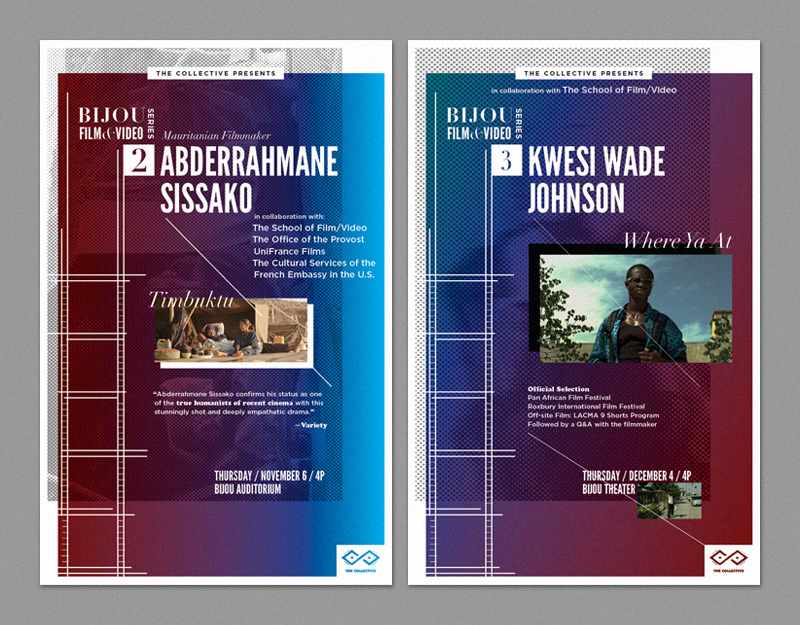 THE COLLECTIVE PRESENTS
BIJOU
FILM & VIDEO
SERIES
Mauritanian Filmmaker
2 ABDERRAHMANE
SISSAKO
in collaboration with:
The School of Film/Video
The Office of the Provost
UniFrance Films
The Cultural Services of the
French Embassy in the U.S.
Timbuktu
“Abderrahmane Sissako confirms his status as one
of the true humanists of recent cinema with this
stunningly shot and deeply empathetic drama.”
—Variety
THURSDAY / NOVEMBER 6 / 4P
BIJOU AUDITORIUM
THE COLLECTIVE
THE COLLECTIVE PRESENTS
in collaboration with The School of Film/Video
BIJOU
FILM & VIDEO
SERIES
3 KWESI WADE
JOHNSON
Where Ya At
Official Selection
Pan African Film Festival
Roxbury International Film Festival
Off-site Film: LACMA 9 Shorts Program
Followed by a Q&A with the filmmaker
THURSDAY / DECEMBER 4 / 4P
BIJOU THEATER
THE COLLECTIVE